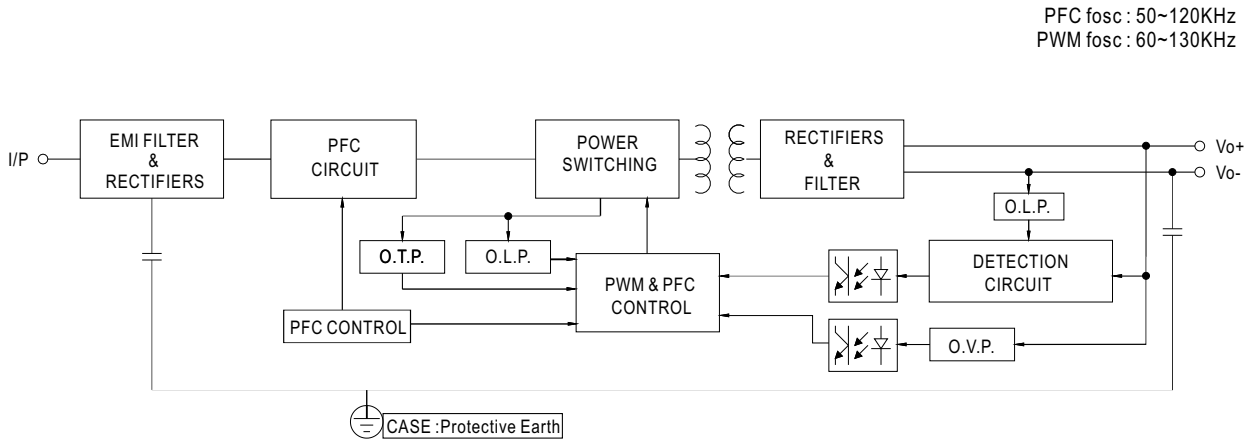 PFC fosc : 50~120KHz
PWM fosc : 60~130KHz
I/P
EMI FILTER
&
RECTIFIERS
PFC
CIRCUIT
POWER
SWITCHING
RECTIFIERS
&
FILTER
Vo+
Vo-
O.L.P.
O.T.P.
O.L.P.
PWM & PFC
CONTROL
DETECTION
CIRCUIT
PFC CONTROL
O.V.P.
CASE :Protective Earth